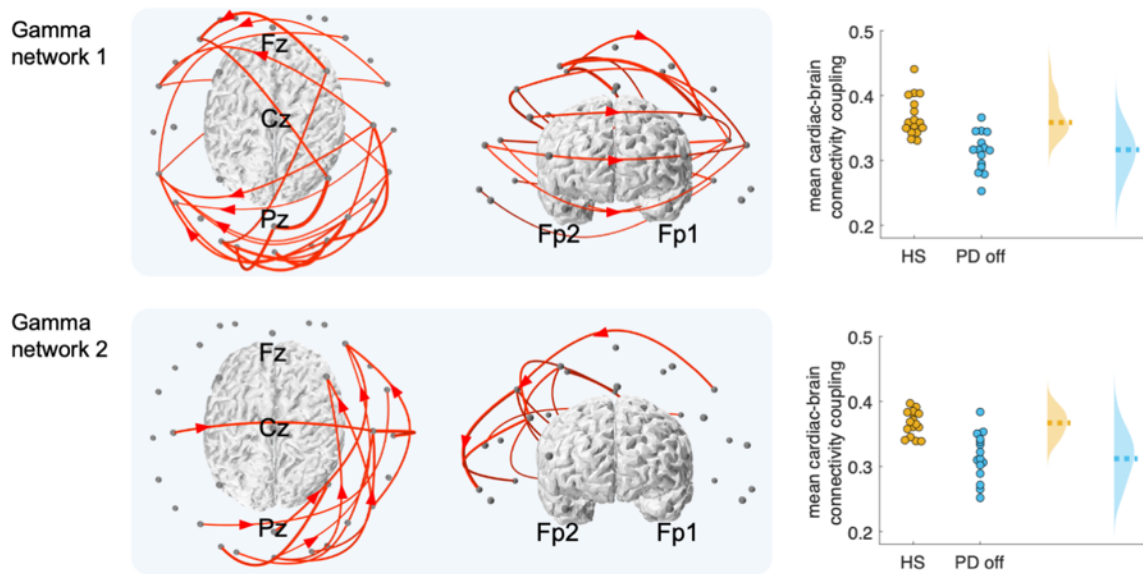 Gamma
network 1
Fz
Cz
Pz
Fp2
Fp1
mean cardiac-brain
connectivity coupling
0.5
0.4
0.3
0.2
HS
PD off
Gamma
network 2
Fz
Cz
Pz
Fp2
Fp1
mean cardiac-brain
connectivity coupling
0.5
0.4
0.3
0.2
HS
PD off